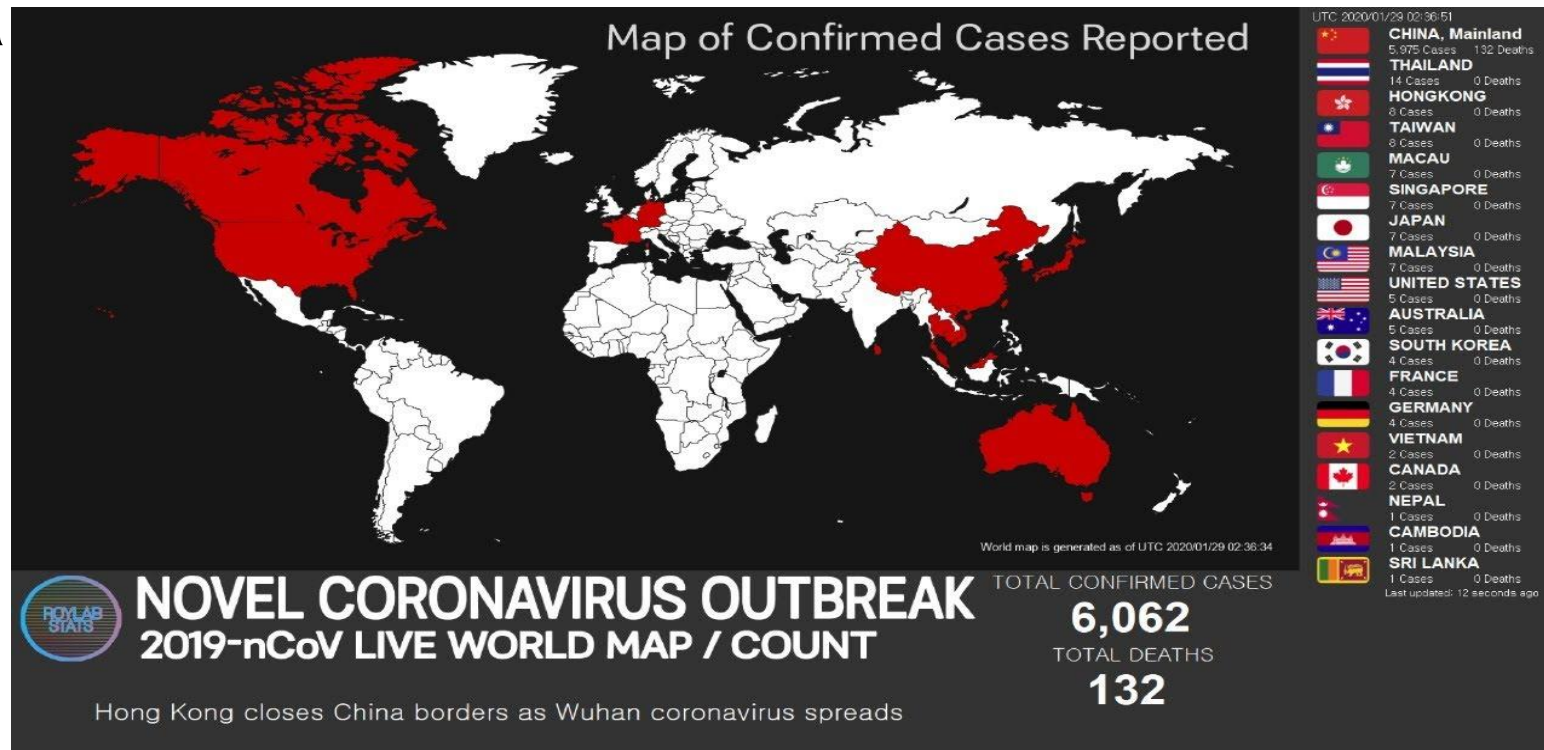 A
Map of Confirmed Cases Reported
World map is generated as of UTC 2020/01/29 02:36:34
UTC 2020/01/29 02:36:51
CHINA, Mainland
5,975 Cases 132 Deaths
THAILAND
14 Cases 0 Deaths
HONGKONG
8 Cases 0 Deaths
TAIWAN
8 Cases 0 Deaths
MACAU
7 Cases 0 Deaths
SINGAPORE
7 Cases 0 Deaths
JAPAN
7 Cases 0 Deaths
MALAYSIA
7 Cases 0 Deaths
UNITED STATES
5 Cases 0 Deaths
AUSTRALIA
5 Cases 0 Deaths
SOUTH KOREA
4 Cases 0 Deaths
FRANCE
4 Cases 0 Deaths
GERMANY
4 Cases 0 Deaths
VIETNAM
2 Cases 0 Deaths
CANADA
2 Cases 0 Deaths
NEPAL
1 Cases 0 Deaths
CAMBODIA
1 Cases 0 Deaths
SRI LANKA
1 Cases 0 Deaths
Last updated: 12 seconds ago
ROYLAB
STATS
NOVEL CORONAVIRUS OUTBREAK
2019-nCoV LIVE WORLD MAP / COUNT
TOTAL CONFIRMED CASES
6,062
TOTAL DEATHS
132
Hong Kong closes China borders as Wuhan coronavirus spreads